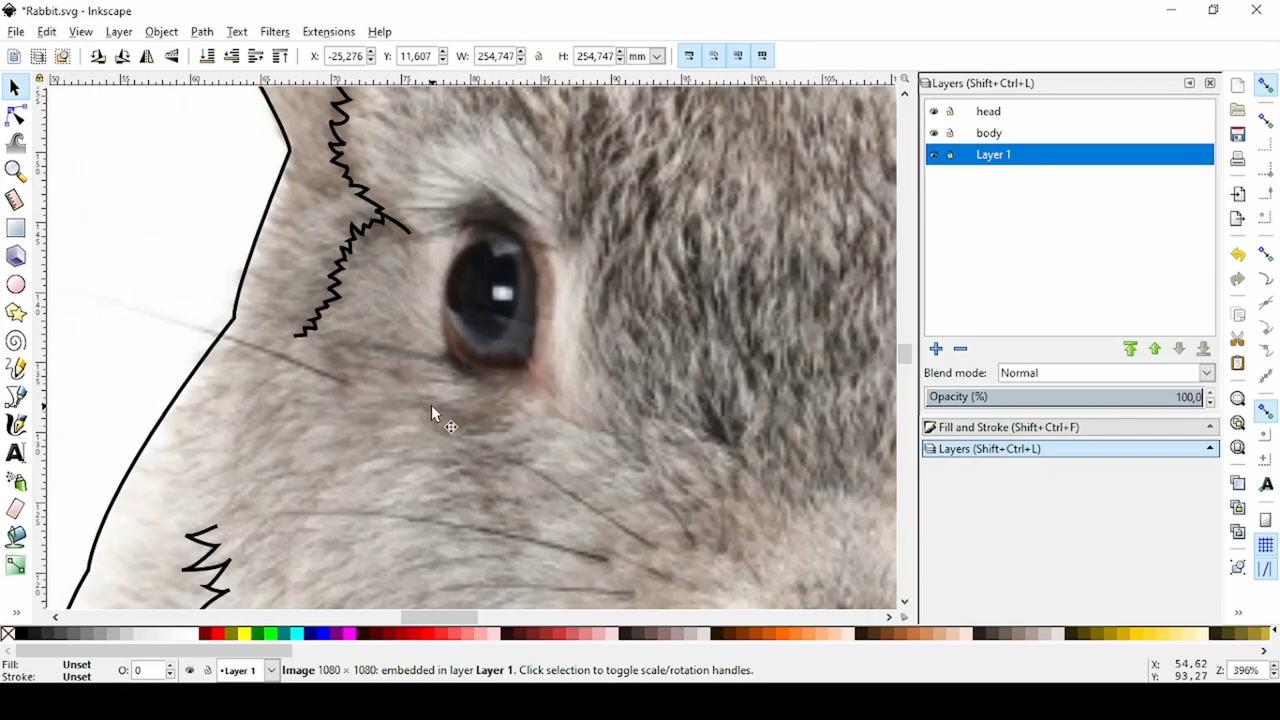 *Rabbit.svg - Inkscape
File Edit View Layer Object Path Text Filters Extensions Help
X: -25,276 Y: 11,607 W: 254,747 H: 254,747 mm
Layers (Shift+Ctrl+L)
head
body
Layer 1
Blend mode: Normal
Opacity (%) 100,0
Fill and Stroke (Shift+Ctrl+F)
Layers (Shift+Ctrl+L)
Fill: Unset
Stroke: Unset
O: 0
•Layer 1
Image 1080 × 1080: embedded in layer Layer 1. Click selection to toggle scale/rotation handles.
X: 54,62
Y: 93,27
Z: 396%